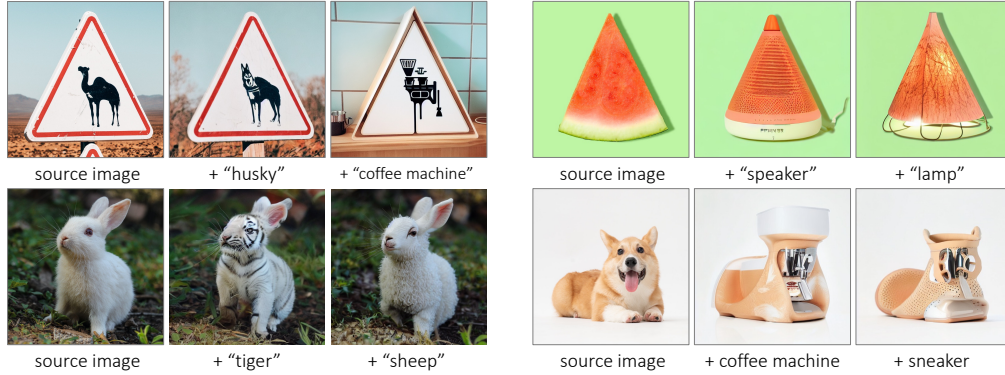 source image
+ “husky”
+ “coffee machine”
source image
+ “speaker”
+ “lamp”
source image
+ “tiger”
+ “sheep”
source image
+ coffee machine
+ sneaker